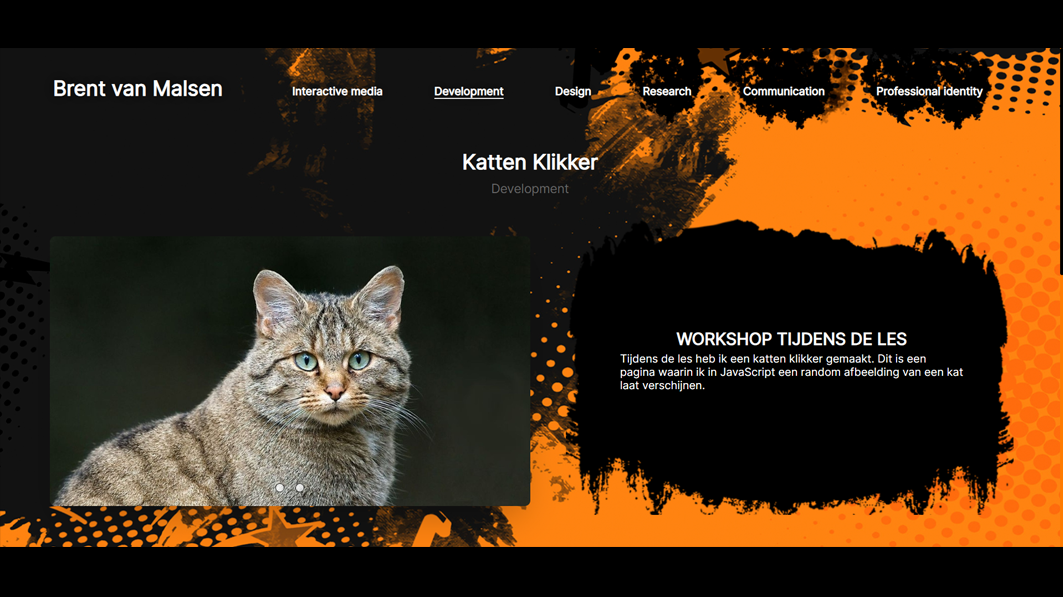 Brent van Malsen
Interactive media
Development
Design
Research
Communication
Professional identity
Katten Klikker
Development
WORKSHOP TIJDENS DE LES
Tijdens de les heb ik een katten klikker gemaakt. Dit is een
pagina waarin ik in JavaScript een random afbeelding van een kat
laat verschijnen.